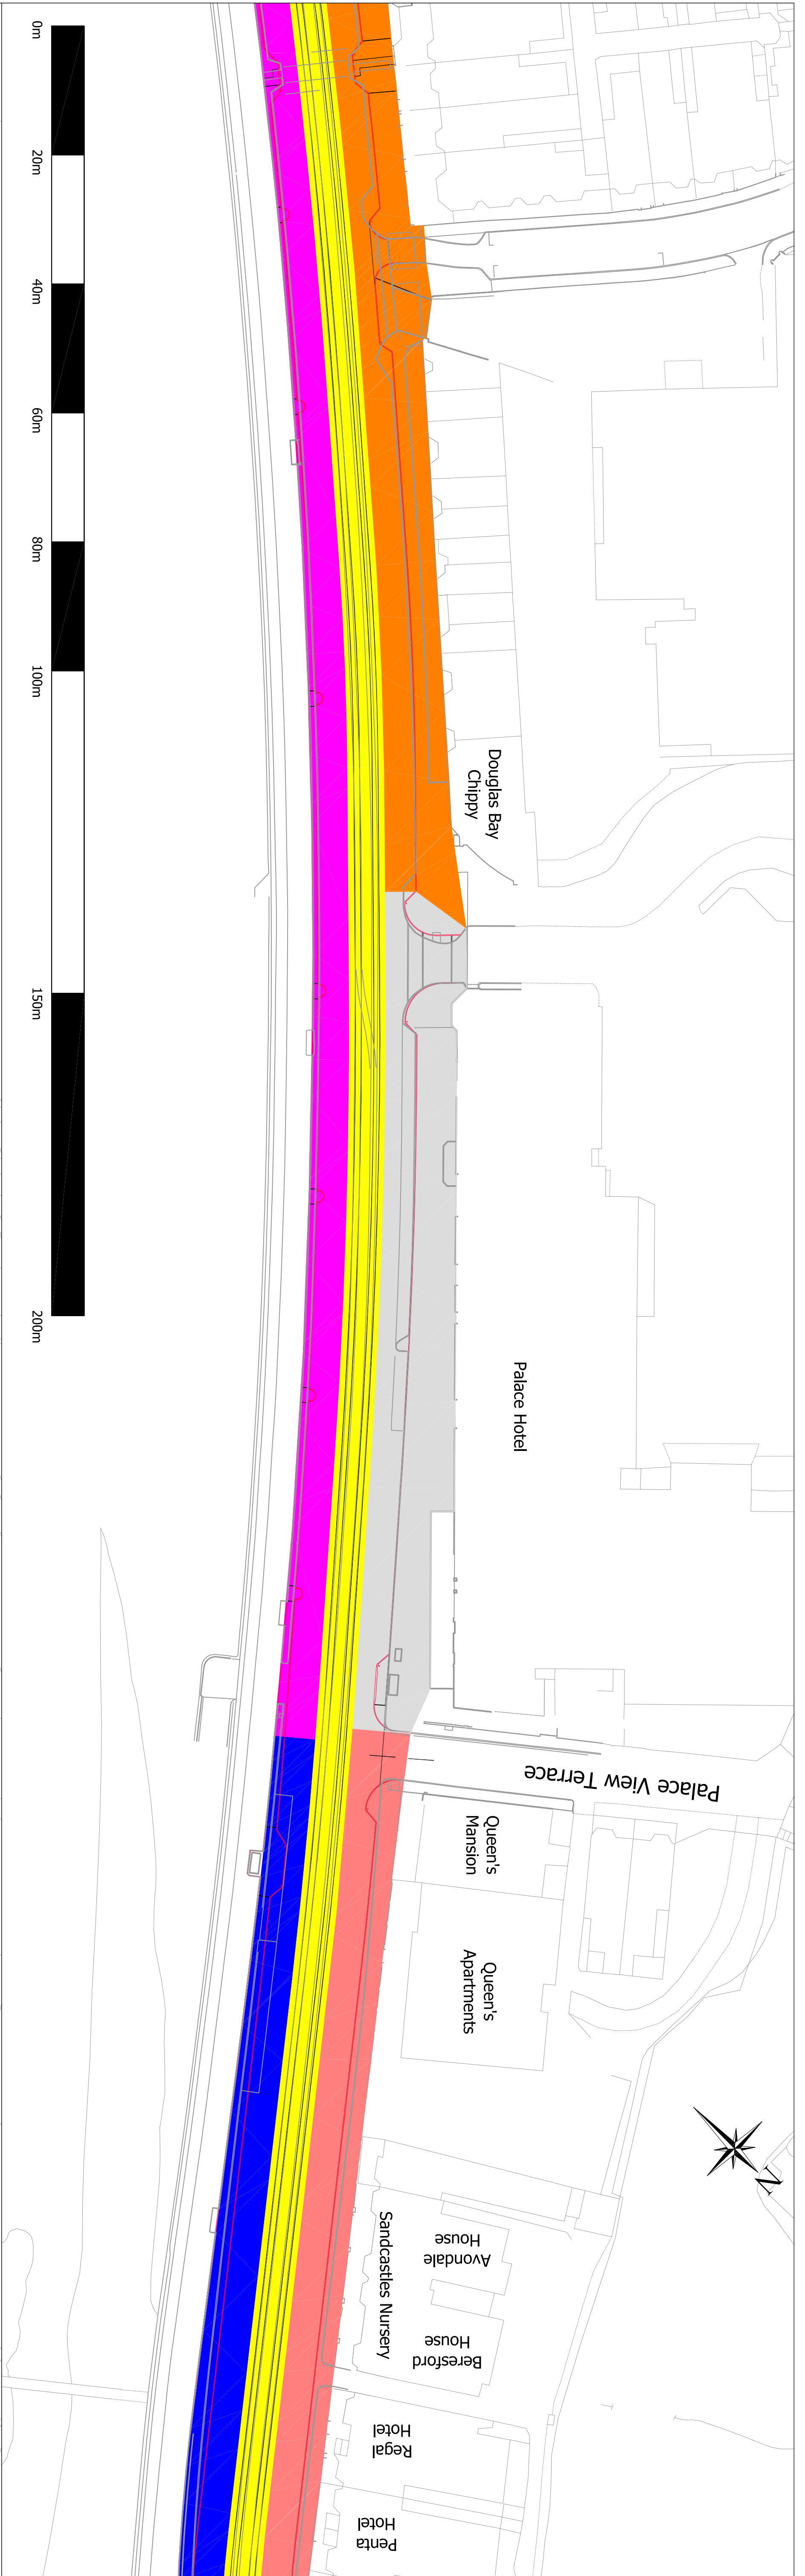 0m
20m
40m
60m
80m
100m
150m
200m
Douglas Bay
Chippy
Palace Hotel
Palace View Terrace
Queen's
Mansion
Queen's
Apartments
N
Avondale
House
Sandcastles Nursery
Beresford
House
Regal
Hotel
Penta
Hotel